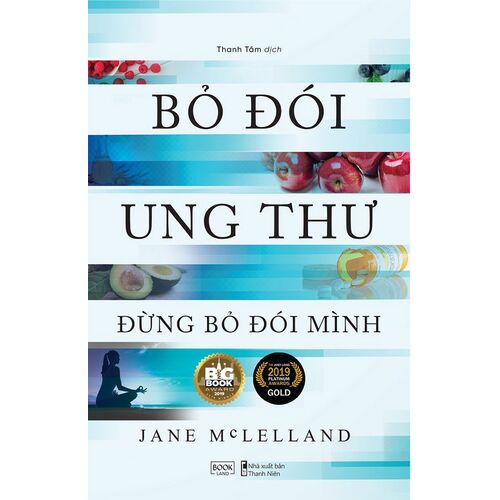 Thanh Tâm dịch
BỎ ĐÓI
UNG THƯ
ĐỪNG BỎ ĐÓI MÌNH
BIG
BOOK
AWARD
2019
2019
PLATINUM
AWARDS
GOLD
JANE McLELLAND
BOOK
LAND
Nhà xuất bản
Thanh Niên